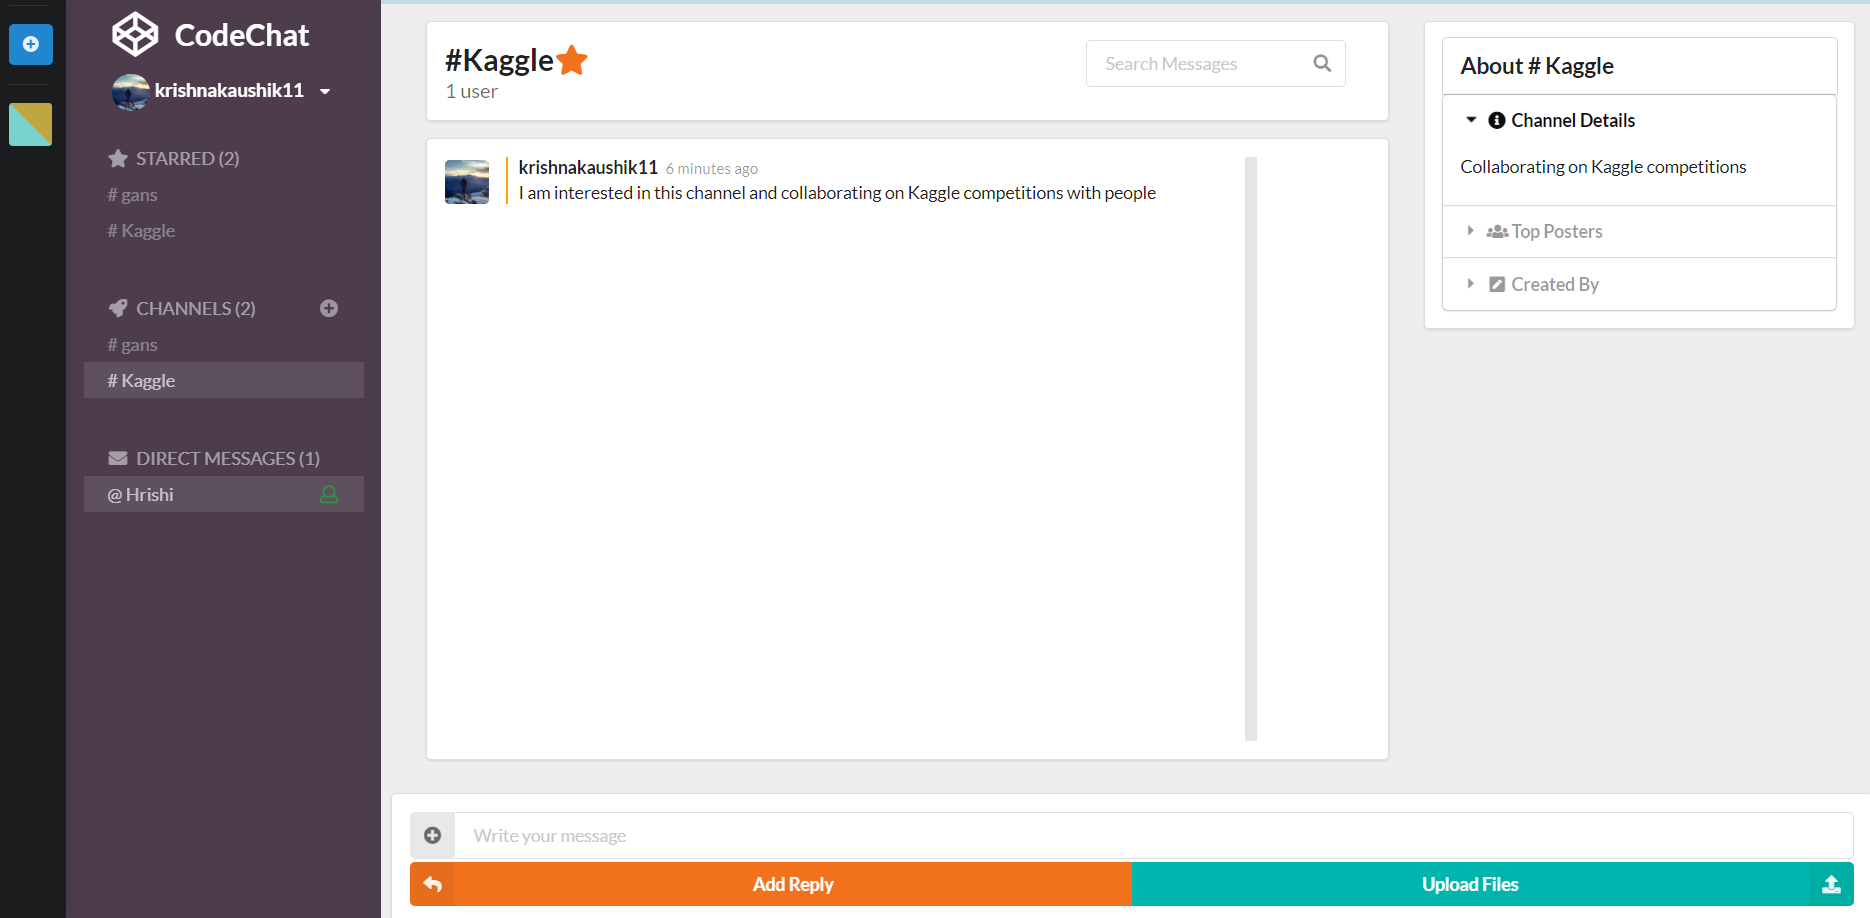 CodeChat
krishnakaushik11
STARRED (2)
# gans
# Kaggle
CHANNELS (2)
# gans
# Kaggle
DIRECT MESSAGES (1)
@ Hrishi
#Kaggle
1 user
Search Messages
krishnakaushik11 6 minutes ago
I am interested in this channel and collaborating on Kaggle competitions with people
About # Kaggle
Channel Details
Collaborating on Kaggle competitions
Top Posters
Created By
Write your message
Add Reply
Upload Files